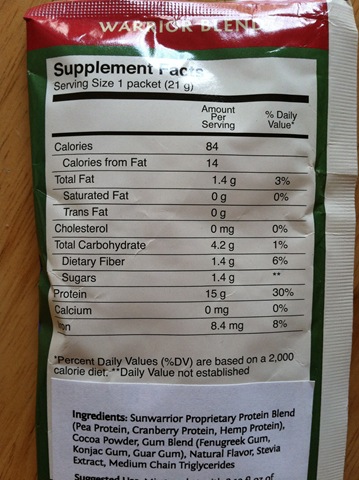 WARRIOR BLEND
Supplement Facts
Serving Size 1 packet (21 g)
Amount Per Serving % Daily Value*
Calories 84
Calories from Fat 14
Total Fat 1.4 g 3%
Saturated Fat 0 g 0%
Trans Fat 0 g
Cholesterol 0 mg 0%
Total Carbohydrate 4.2 g 1%
Dietary Fiber 1.4 g 6%
Sugars 1.4 g **
Protein 15 g 30%
Calcium 0 mg 0%
Iron 8.4 mg 8%
*Percent Daily Values (%DV) are based on a 2,000
calorie diet. **Daily Value not established
Ingredients: Sunwarrior Proprietary Protein Blend
(Pea Protein, Cranberry Protein, Hemp Protein),
Cocoa Powder, Gum Blend (Fenugreek Gum,
Konjac Gum, Guar Gum), Natural Flavor, Stevia
Extract, Medium Chain Triglycerides